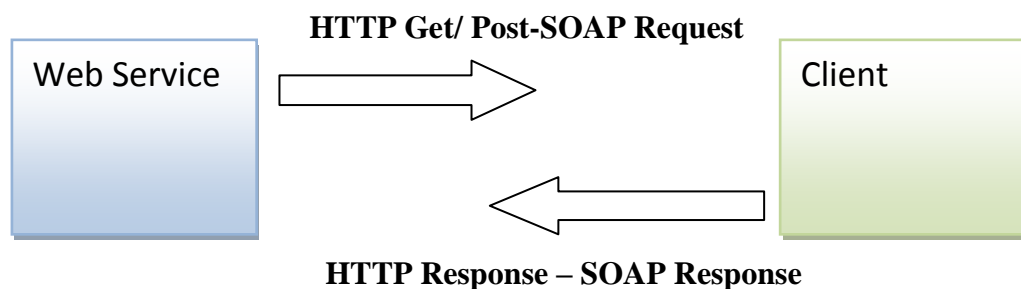 HTTP Get/ Post-SOAP Request
Web Service
Client
HTTP Response – SOAP Response